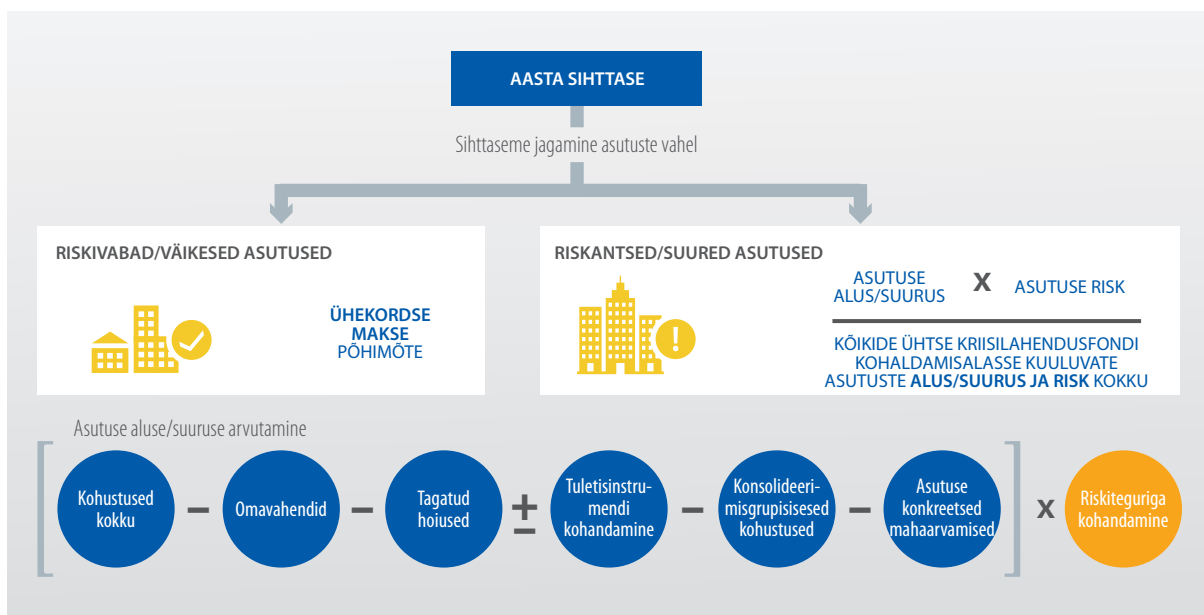 AASTA SIHTTASE
Sihttaseme jagamine asutuste vahel
RISKIVABAD/VÄIKESED ASUTUSED
ÜHEKORDSE
MAKSE
PÕHIMÕTE
RISKANTSED/SUURED ASUTUSED
ASUTUSE
ALUS/SUURUS
X
ASUTUSE RISK
KÕIKIDE ÜHTSE KRIISILAHENDUSFONDI
KOHALDAMISALASSE KUULUVATE
ASUTUSTE ALUS/SUURUS JA RISK KOKKU
Asutuse aluse/suuruse arvutamine
[
Kohustused
kokku
–
Omavahendid
–
Tagatud
hoiused
±
Tuletisinstru-
mendi
kohandamine
–
Konsolideeri-
misgrupisisesed
kohustused
–
Asutuse
konkreetsed
mahaarvamised
]
x
Riskiteguriga
kohandamine